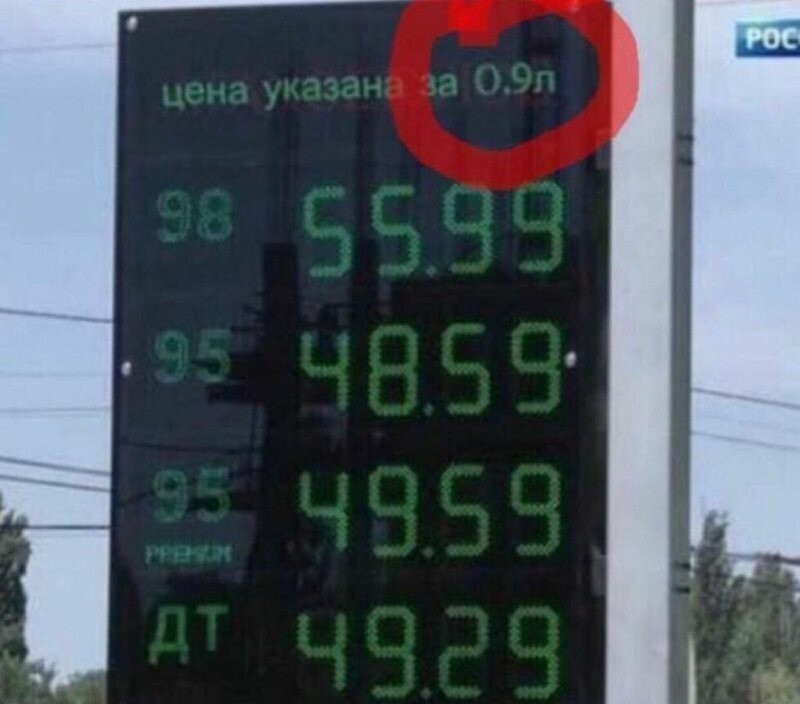 цена указана за 0.9л
РОС
98 55.99
95 48.59
95 49.59
PREMIUM
ДТ 49.29